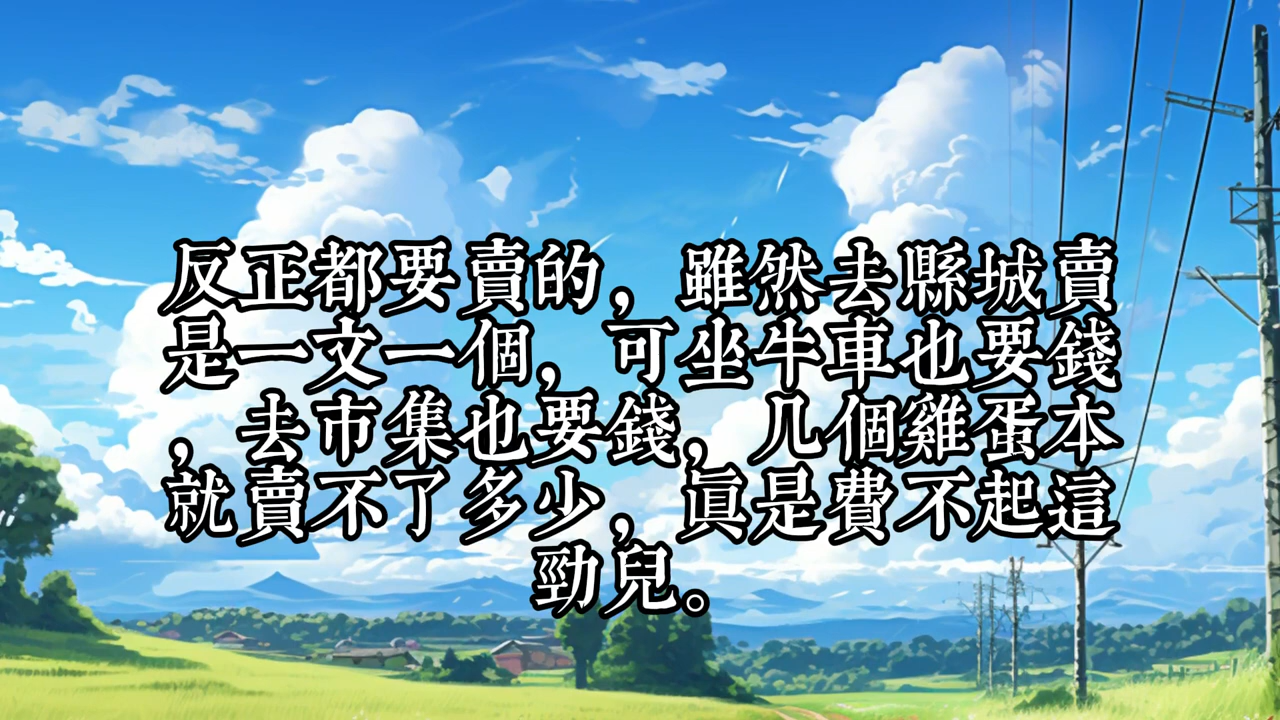 反正都要賣的，雖然去縣城賣
是一文一個，可坐牛車也要錢
，去市集也要錢，几個雞蛋本
就賣不了多少，眞是費不起這
勁兒。